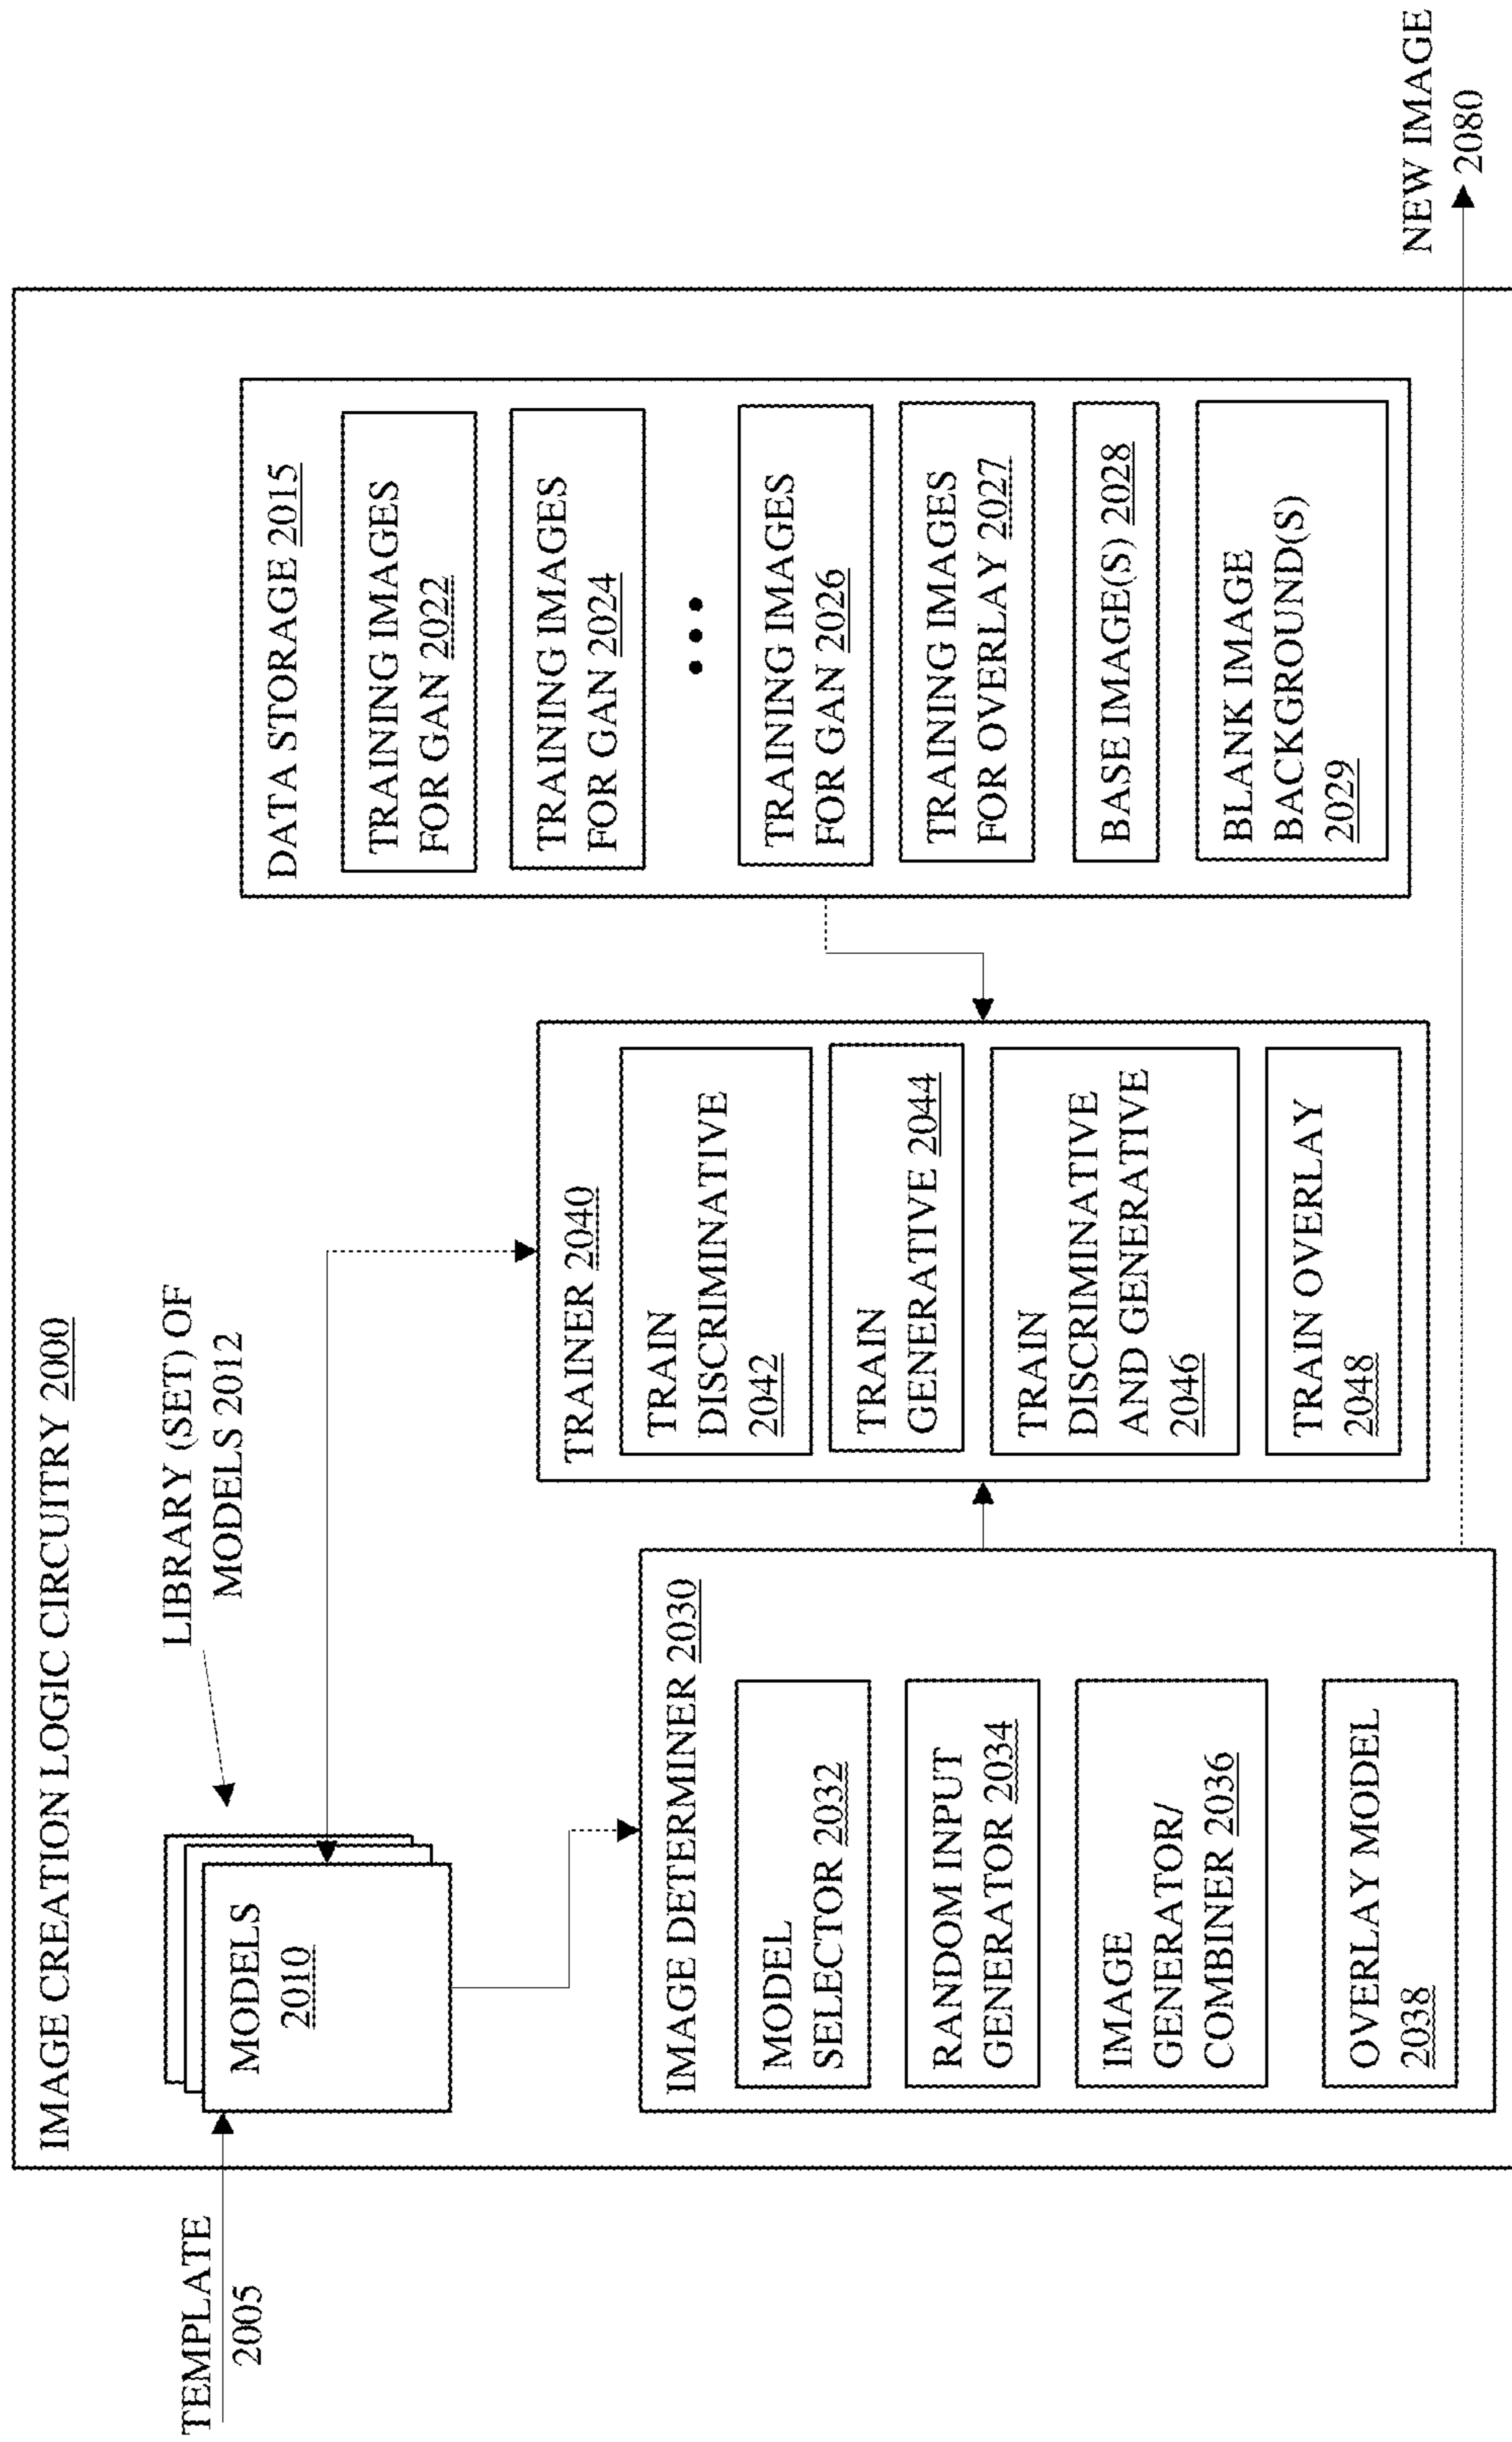 IMAGE CREATION LOGIC CIRCUITRY 2000
TEMPLATE
2005
MODELS
2010
LIBRARY (SET) OF
MODELS 2012
IMAGE DETERMINER 2030
MODEL
SELECTOR 2032
RANDOM INPUT
GENERATOR 2034
IMAGE
GENERATOR/
COMBINER 2036
OVERLAY MODEL
2038
TRAINER 2040
TRAIN
DISCRIMINATIVE
2042
TRAIN
GENERATIVE 2044
TRAIN
DISCRIMINATIVE
AND GENERATIVE
2046
TRAIN OVERLAY
2048
DATA STORAGE 2015
TRAINING IMAGES
FOR GAN 2022
TRAINING IMAGES
FOR GAN 2024
TRAINING IMAGES
FOR GAN 2026
TRAINING IMAGES
FOR OVERLAY 2027
BASE IMAGE(S) 2028
BLANK IMAGE
BACKGROUND(S)
2029
NEW IMAGE
2080